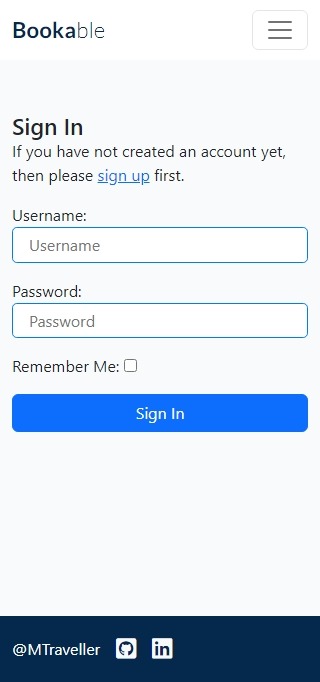 Bookable
Sign In
If you have not created an account yet,
then please sign up first.
Username:
Username
Password:
Password
Remember Me:
Sign In
@MTraveller